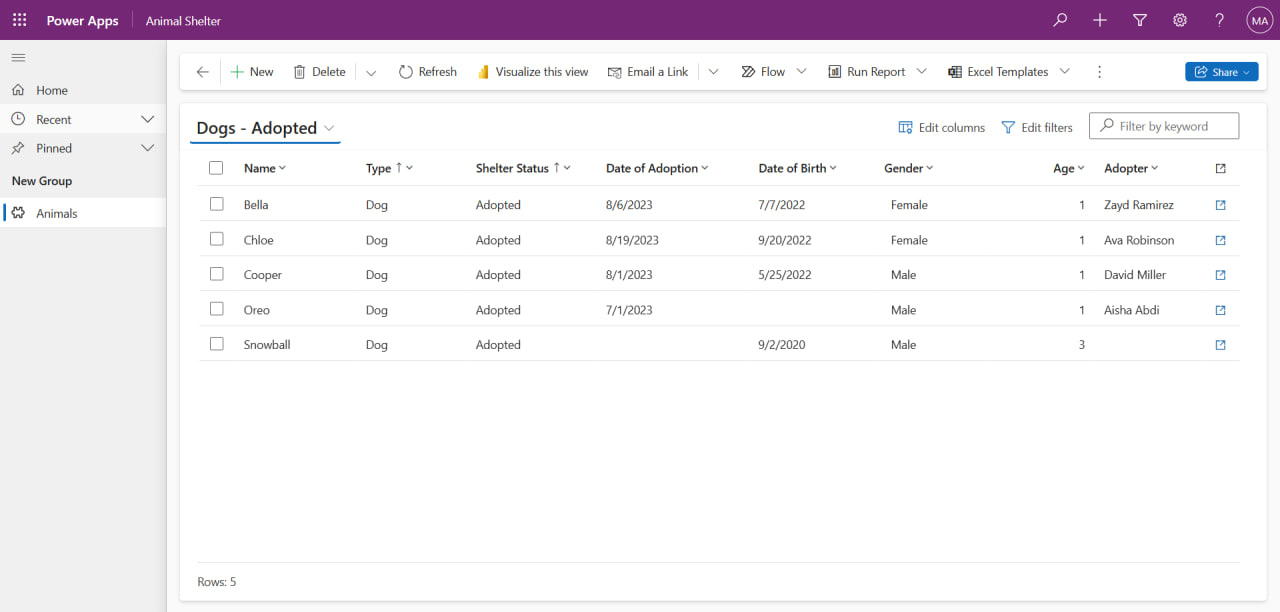 Power Apps Animal Shelter ? MA
New Delete Refresh Visualize this view Email a Link Flow Run Report Excel Templates Share
Home
Recent
Pinned
New Group
Animals
Dogs - Adopted Edit columns Edit filters Filter by keyword
Name Type ↑ Shelter Status ↑ Date of Adoption Date of Birth Gender Age Adopter
Bella Dog Adopted 8/6/2023 7/7/2022 Female 1 Zayd Ramirez
Chloe Dog Adopted 8/19/2023 9/20/2022 Female 1 Ava Robinson
Cooper Dog Adopted 8/1/2023 5/25/2022 Male 1 David Miller
Oreo Dog Adopted 7/1/2023 Male 1 Aisha Abdi
Snowball Dog Adopted 9/2/2020 Male 3
Rows: 5